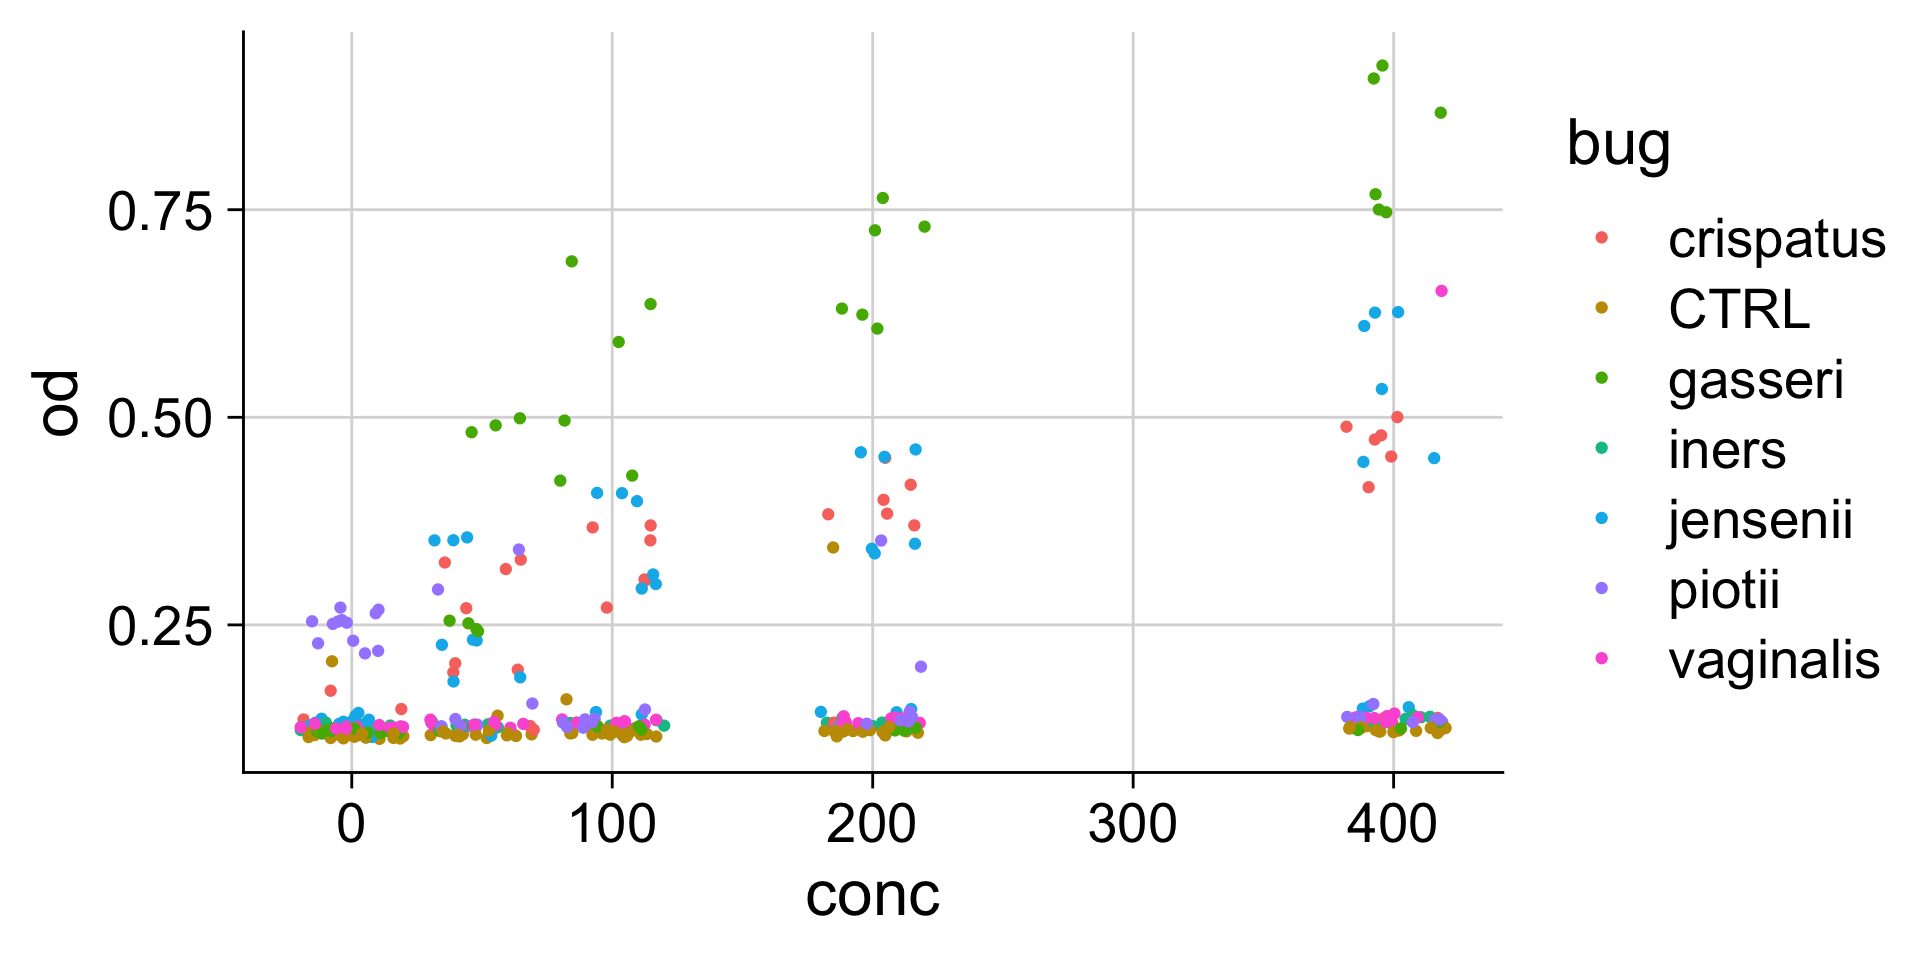 od
0.75
0.50
0.25
0 100 200 300 400
conc
bug
crispatus
CTRL
gasseri
iners
jensenii
piotii
vaginalis